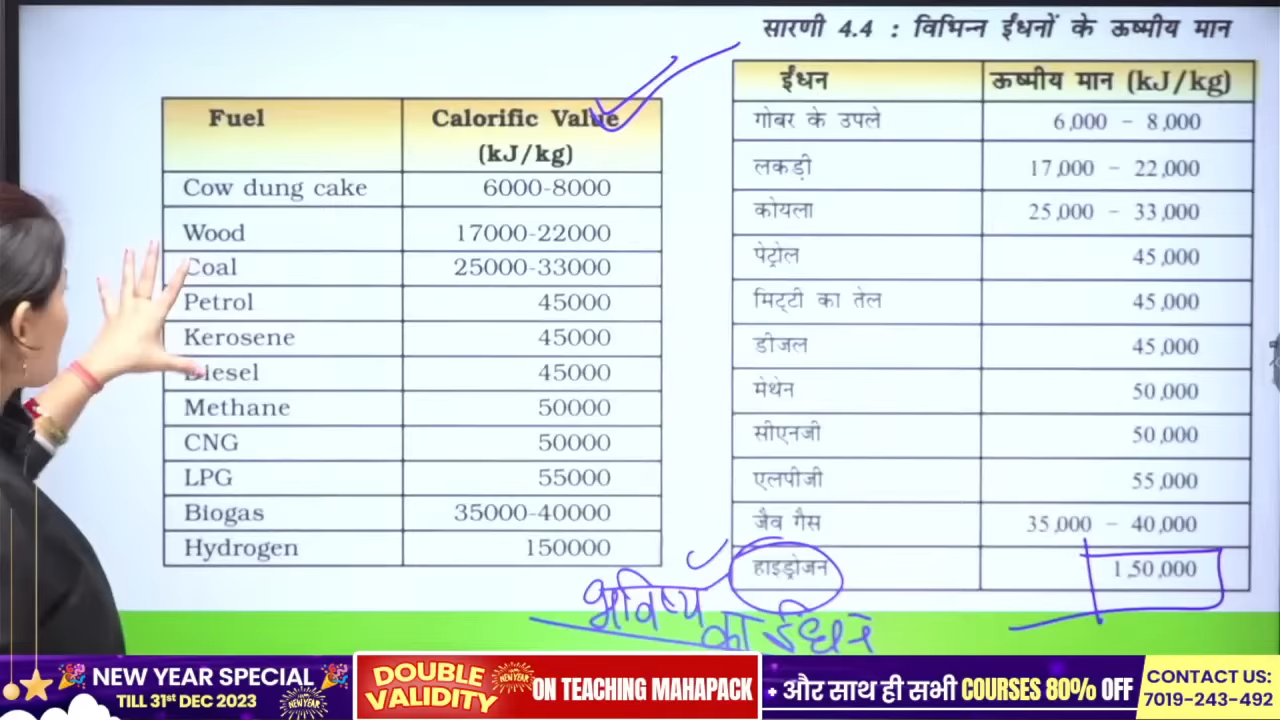 सारणी 4.4 : विभिन्न ईंधनों के ऊष्मीय मान
Fuel Calorific Value (kJ/kg)
Cow dung cake 6000-8000
Wood 17000-22000
Coal 25000-33000
Petrol 45000
Kerosene 45000
Diesel 45000
Methane 50000
CNG 50000
LPG 55000
Biogas 35000-40000
Hydrogen 150000
ईंधन ऊष्मीय मान (kJ/kg)
गोबर के उपले 6,000 - 8,000
लकड़ी 17,000 - 22,000
कोयला 25,000 - 33,000
पेट्रोल 45,000
मिट्टी का तेल 45,000
डीजल 45,000
मेथेन 50,000
सीएनजी 50,000
एलपीजी 55,000
जैव गैस 35,000 - 40,000
हाइड्रोजन 1,50,000
भविष्य का ईंधन
NEW YEAR SPECIAL
TILL 31st DEC 2023
DOUBLE VALIDITY
NEW YEAR
ON TEACHING MAHAPACK
+ और साथ ही सभी COURSES 80% OFF
CONTACT US:
7019-243-492